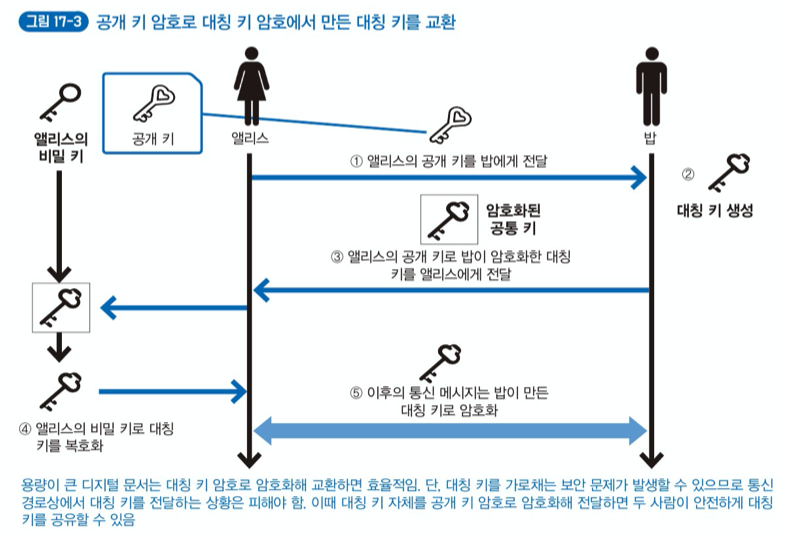 그림 17-3 공개 키 암호로 대칭 키 암호에서 만든 대칭 키를 교환
앨리스의
비밀 키
공개 키
앨리스
밥
① 앨리스의 공개 키를 밥에게 전달
②
대칭 키 생성
암호화된
공통 키
③ 앨리스의 공개 키로 밥이 암호화한 대칭
키를 앨리스에게 전달
④ 앨리스의 비밀 키로 대칭
키를 복호화
⑤ 이후의 통신 메시지는 밥이 만든
대칭 키로 암호화
용량이 큰 디지털 문서는 대칭 키 암호로 암호화해 교환하면 효율적임. 단, 대칭 키를 가로채는 보안 문제가 발생할 수 있으므로 통신
경로상에서 대칭 키를 전달하는 상황은 피해야 함. 이때 대칭 키 자체를 공개 키 암호로 암호화해 전달하면 두 사람이 안전하게 대칭
키를 공유할 수 있음